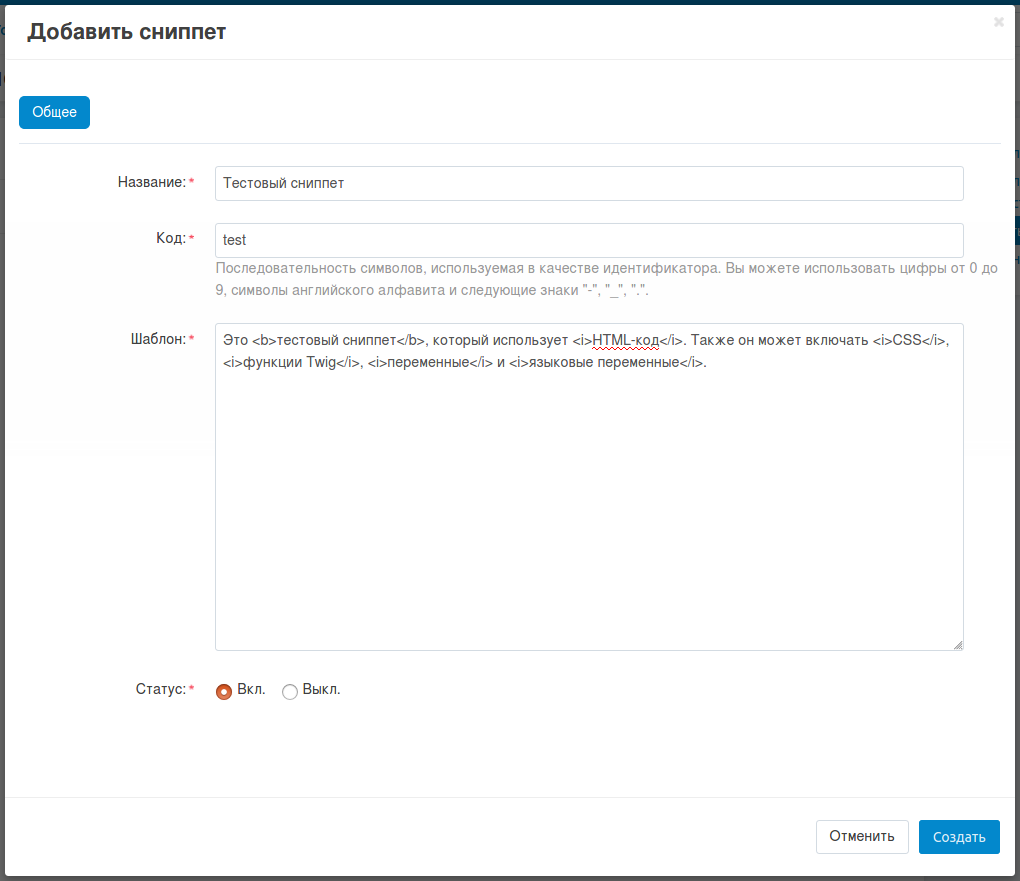 Добавить сниппет
×
Общее
Название:*
Тестовый сниппет
Код:*
test
Последовательность символов, используемая в качестве идентификатора. Вы можете использовать цифры от 0 до
9, символы английского алфавита и следующие знаки "-", "_", ".".
Шаблон:*
Это <b>тестовый сниппет</b>, который использует <i>HTML-код</i>. Также он может включать <i>CSS</i>,
<i>функции Twig</i>, <i>переменные</i> и <i>языковые переменные</i>.
Статус:*
Вкл. Выкл.
Отменить Создать